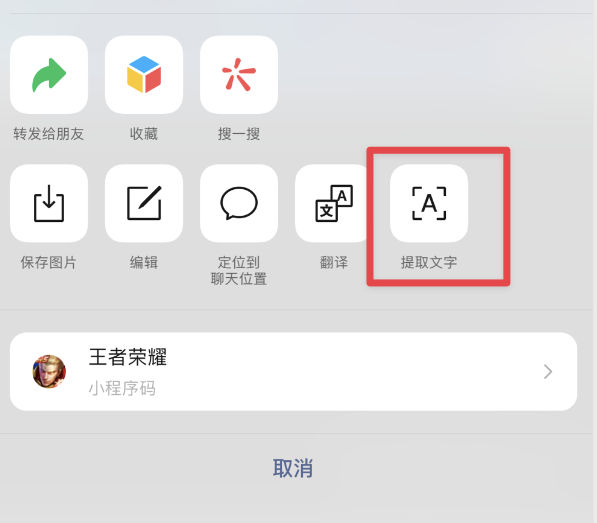 转发给朋友
收藏
搜一搜
保存图片
编辑
定位到
聊天位置
翻译
提取文字
王者荣耀
小程序码
取消